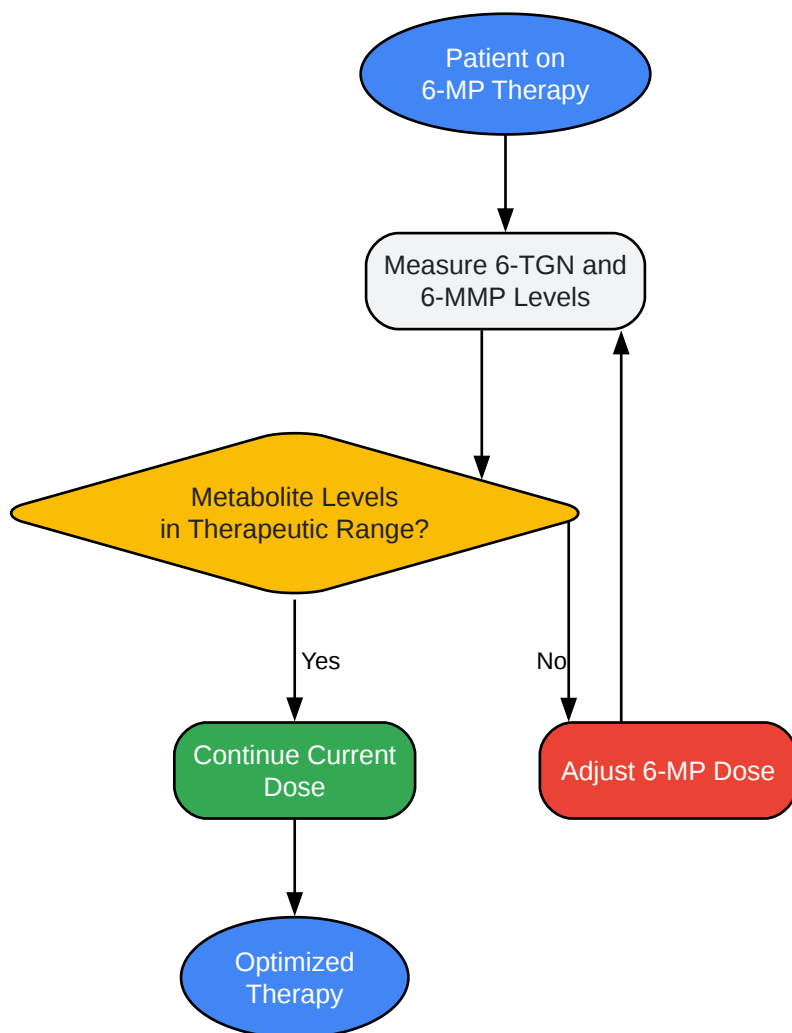 Patient on
6-MP Therapy
Measure 6-TGN and
6-MMP Levels
Metabolite Levels
in Therapeutic Range?
Yes
No
Continue Current
Dose
Adjust 6-MP Dose
Optimized
Therapy